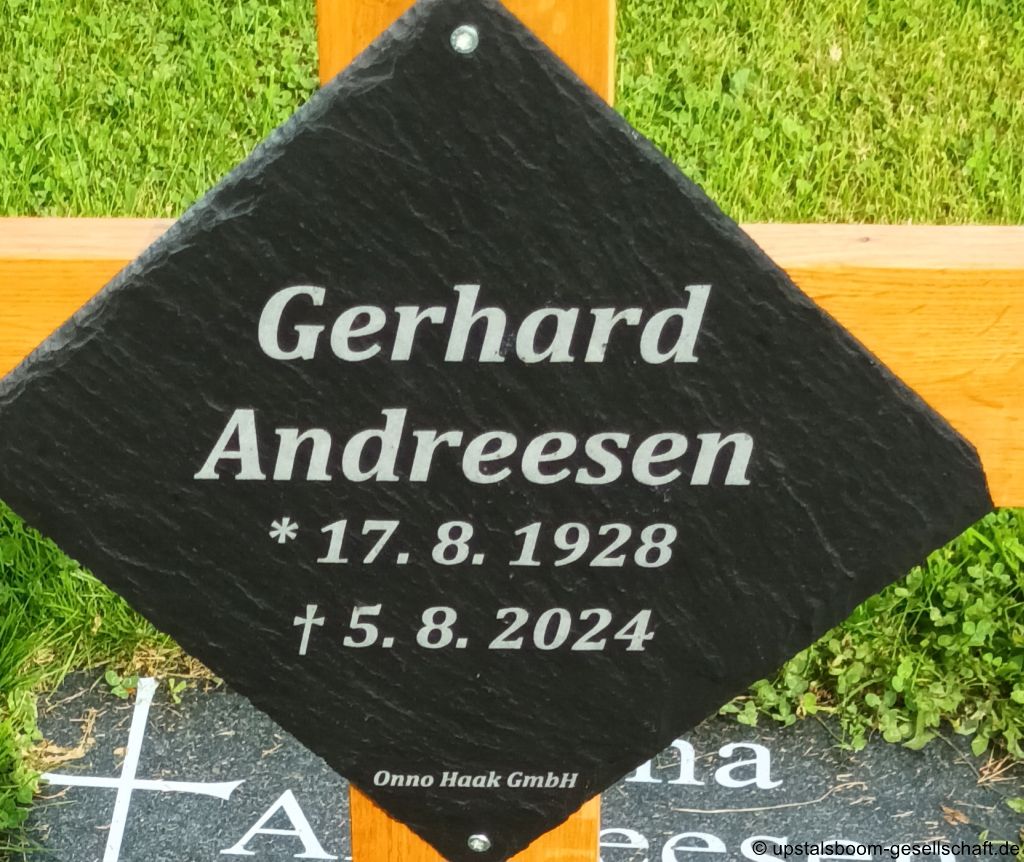 Gerhard
Andreesen
* 17. 8. 1928
† 5. 8. 2024
Onno Haak GmbH
© upstalsboom-gesellschaft.de